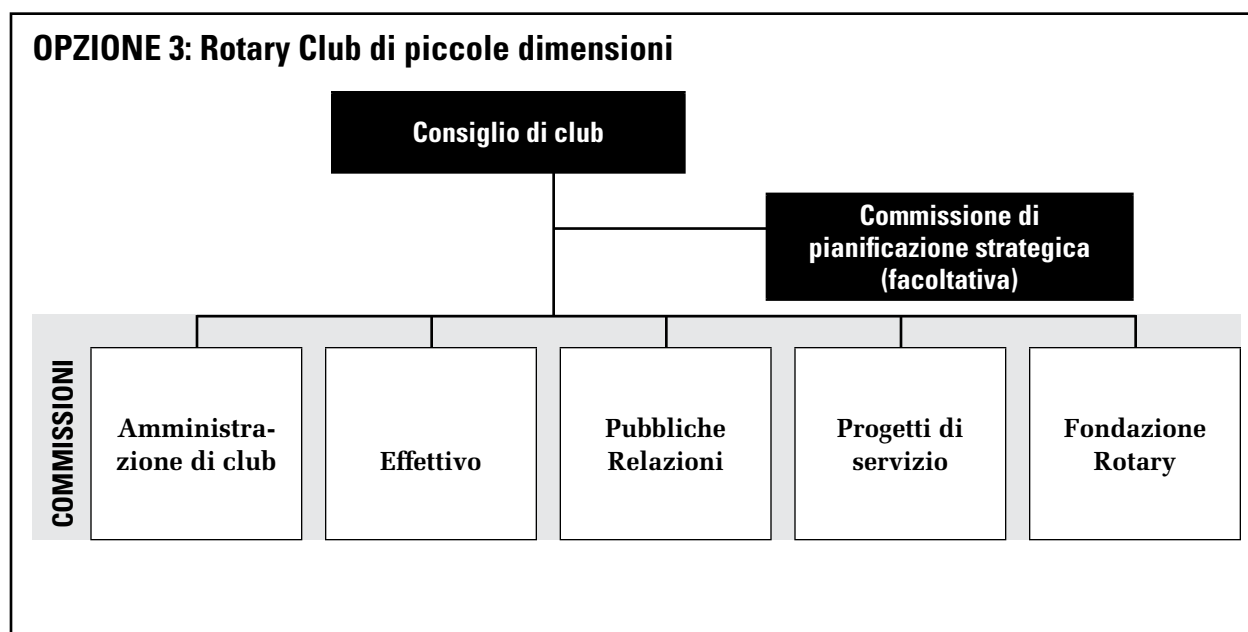 OPZIONE 3: Rotary Club di piccole dimensioni
Consiglio di club
Commissione di
pianificazione strategica
(facoltativa)
COMMISSIONI
Amministra-
zione di club
Effettivo
Pubbliche
Relazioni
Progetti di
servizio
Fondazione
Rotary